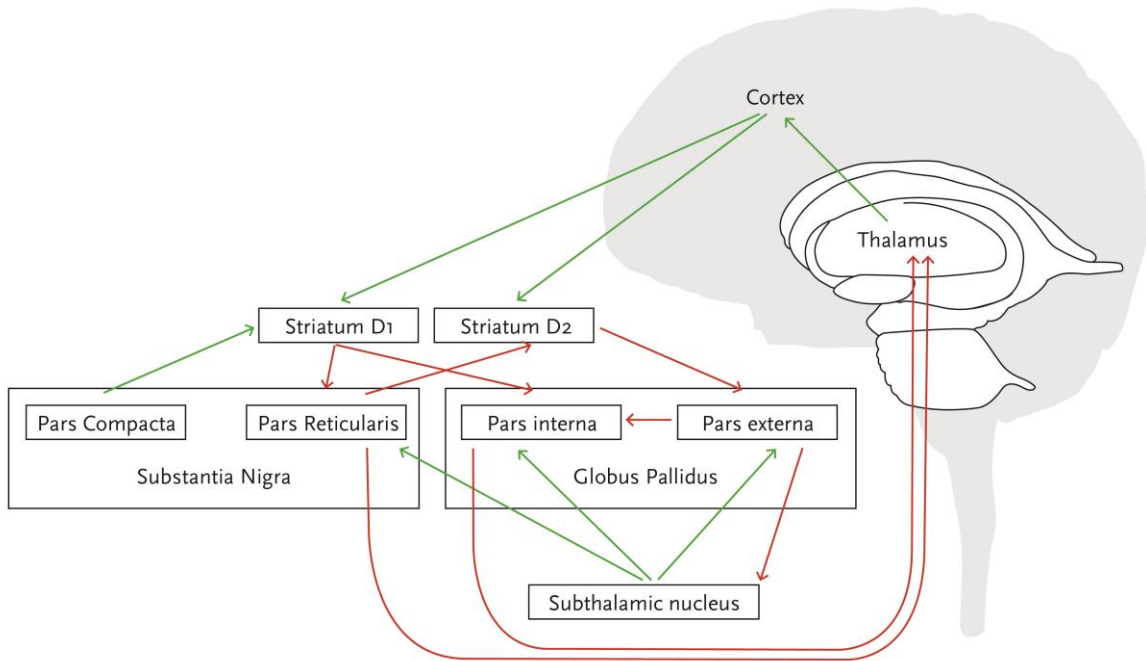 Cortex
Thalamus
Striatum D1
Striatum D2
Pars Compacta
Pars Reticularis
Pars interna
Pars externa
Substantia Nigra
Globus Pallidus
Subthalamic nucleus